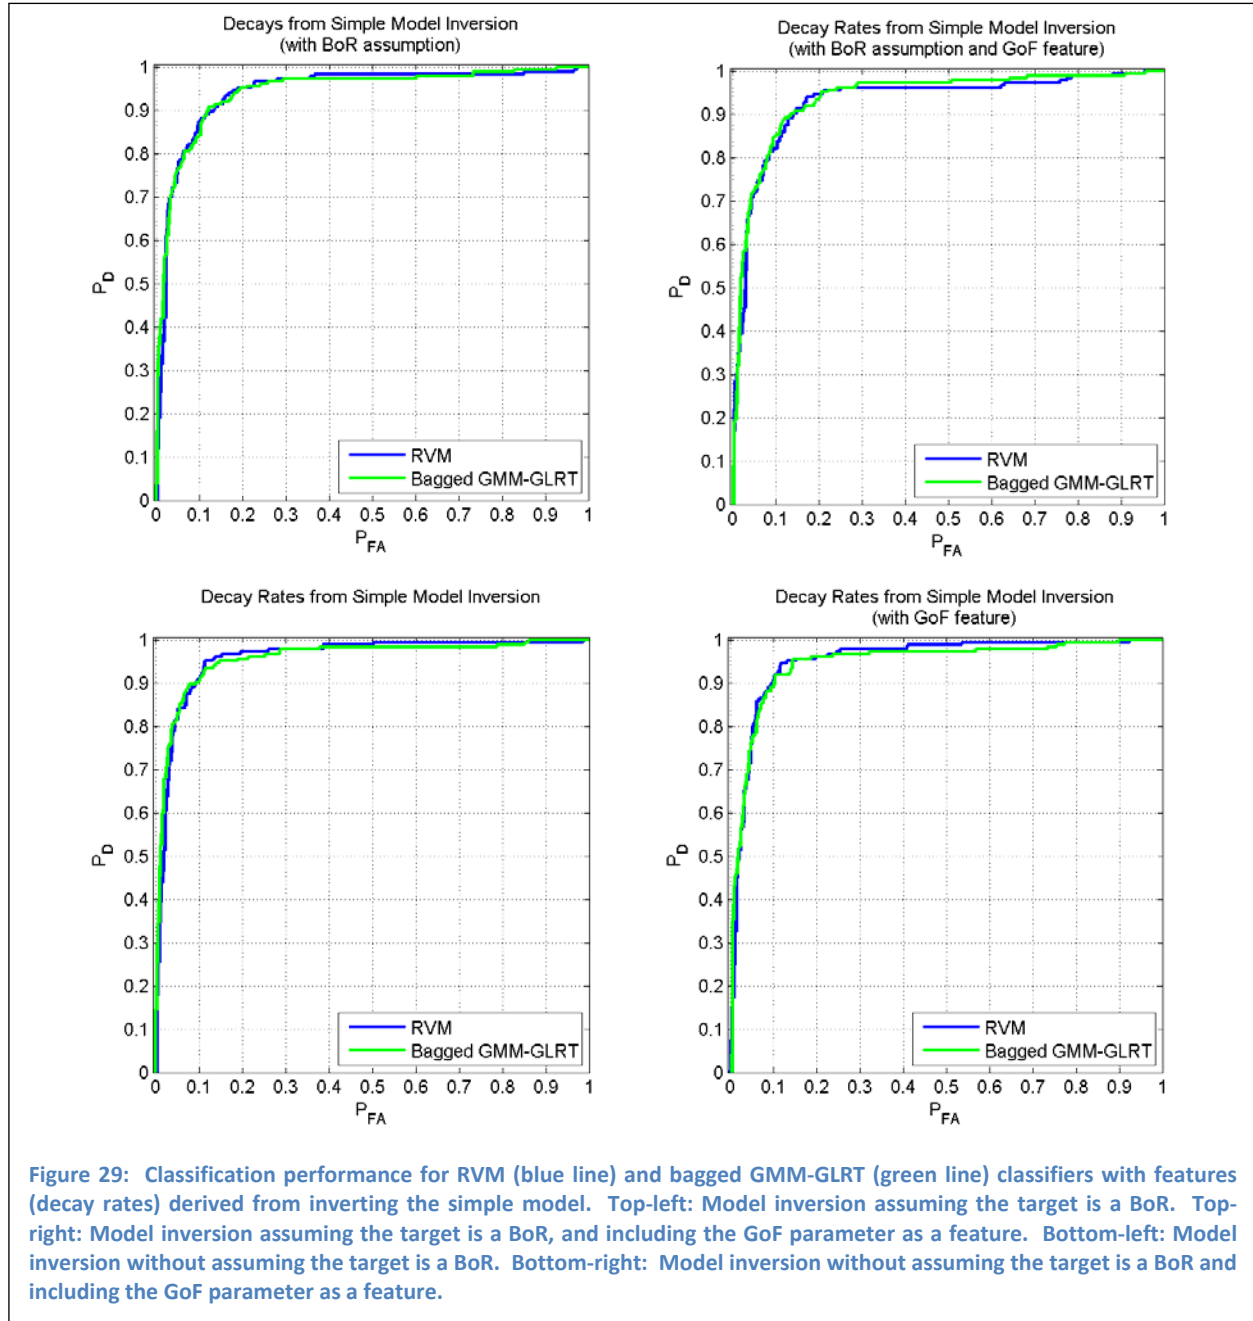 Decays from Simple Model Inversion
(with BoR assumption)
1
0.9
0.8
0.7
0.6
0.5
0.4
0.3
0.2
0.1
0
P_D
RVM
Bagged GMM-GLRT
0 0.1 0.2 0.3 0.4 0.5 0.6 0.7 0.8 0.9 1
P_FA
Decay Rates from Simple Model Inversion
(with BoR assumption and GoF feature)
1
0.9
0.8
0.7
0.6
0.5
0.4
0.3
0.2
0.1
0
P_D
RVM
Bagged GMM-GLRT
0 0.1 0.2 0.3 0.4 0.5 0.6 0.7 0.8 0.9 1
P_FA
Decay Rates from Simple Model Inversion
1
0.9
0.8
0.7
0.6
0.5
0.4
0.3
0.2
0.1
0
P_D
RVM
Bagged GMM-GLRT
0 0.1 0.2 0.3 0.4 0.5 0.6 0.7 0.8 0.9 1
P_FA
Decay Rates from Simple Model Inversion
(with GoF feature)
1
0.9
0.8
0.7
0.6
0.5
0.4
0.3
0.2
0.1
0
P_D
RVM
Bagged GMM-GLRT
0 0.1 0.2 0.3 0.4 0.5 0.6 0.7 0.8 0.9 1
P_FA
Figure 29: Classification performance for RVM (blue line) and bagged GMM-GLRT (green line) classifiers with features
(decay rates) derived from inverting the simple model. Top-left: Model inversion assuming the target is a BoR. Top-
right: Model inversion assuming the target is a BoR, and including the GoF parameter as a feature. Bottom-left: Model
inversion without assuming the target is a BoR. Bottom-right: Model inversion without assuming the target is a BoR and
including the GoF parameter as a feature.